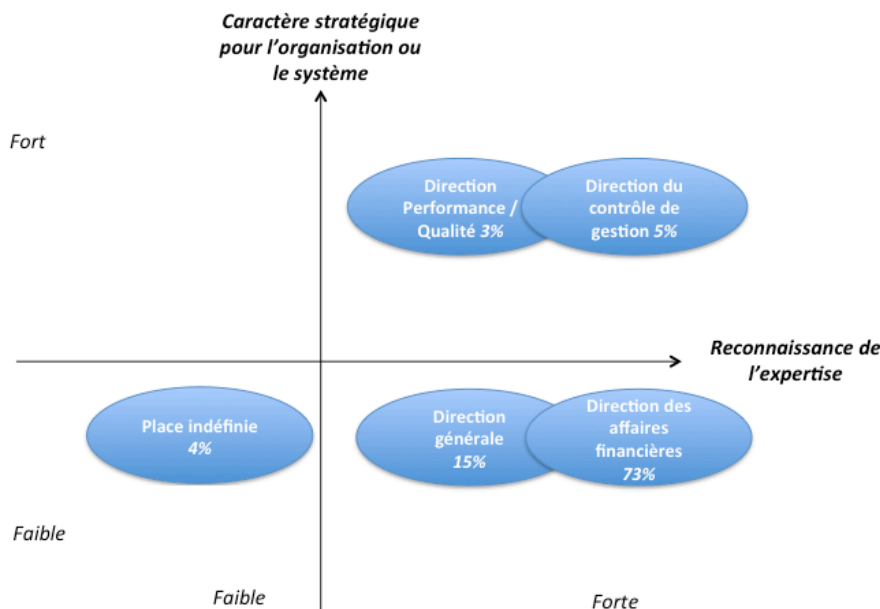 Caractère stratégique
pour l'organisation ou
le système
Fort
Direction
Performance /
Qualité 3%
Direction du
contrôle de
gestion 5%
Reconnaissance de
l'expertise
Place indéfinie
4%
Direction
générale
15%
Direction des
affaires
financières
73%
Faible
Faible
Forte